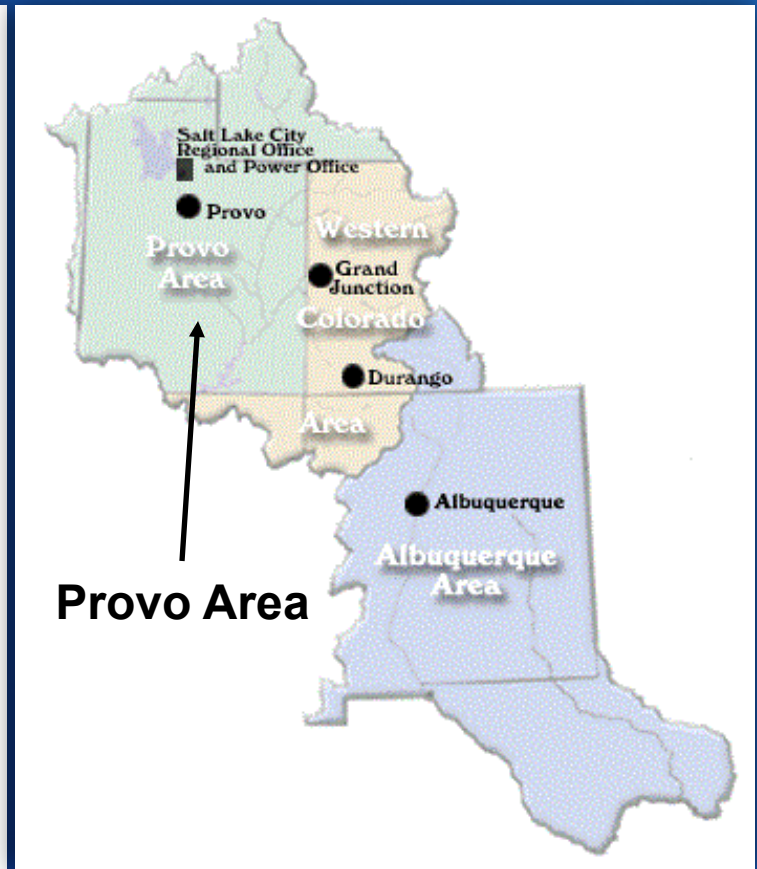 Salt Lake City
Regional Office
and Power Office
Provo
Western
Provo
Area
Grand
Junction
Colorado
Durango
Area
Albuquerque
Albuquerque
Area
Provo Area